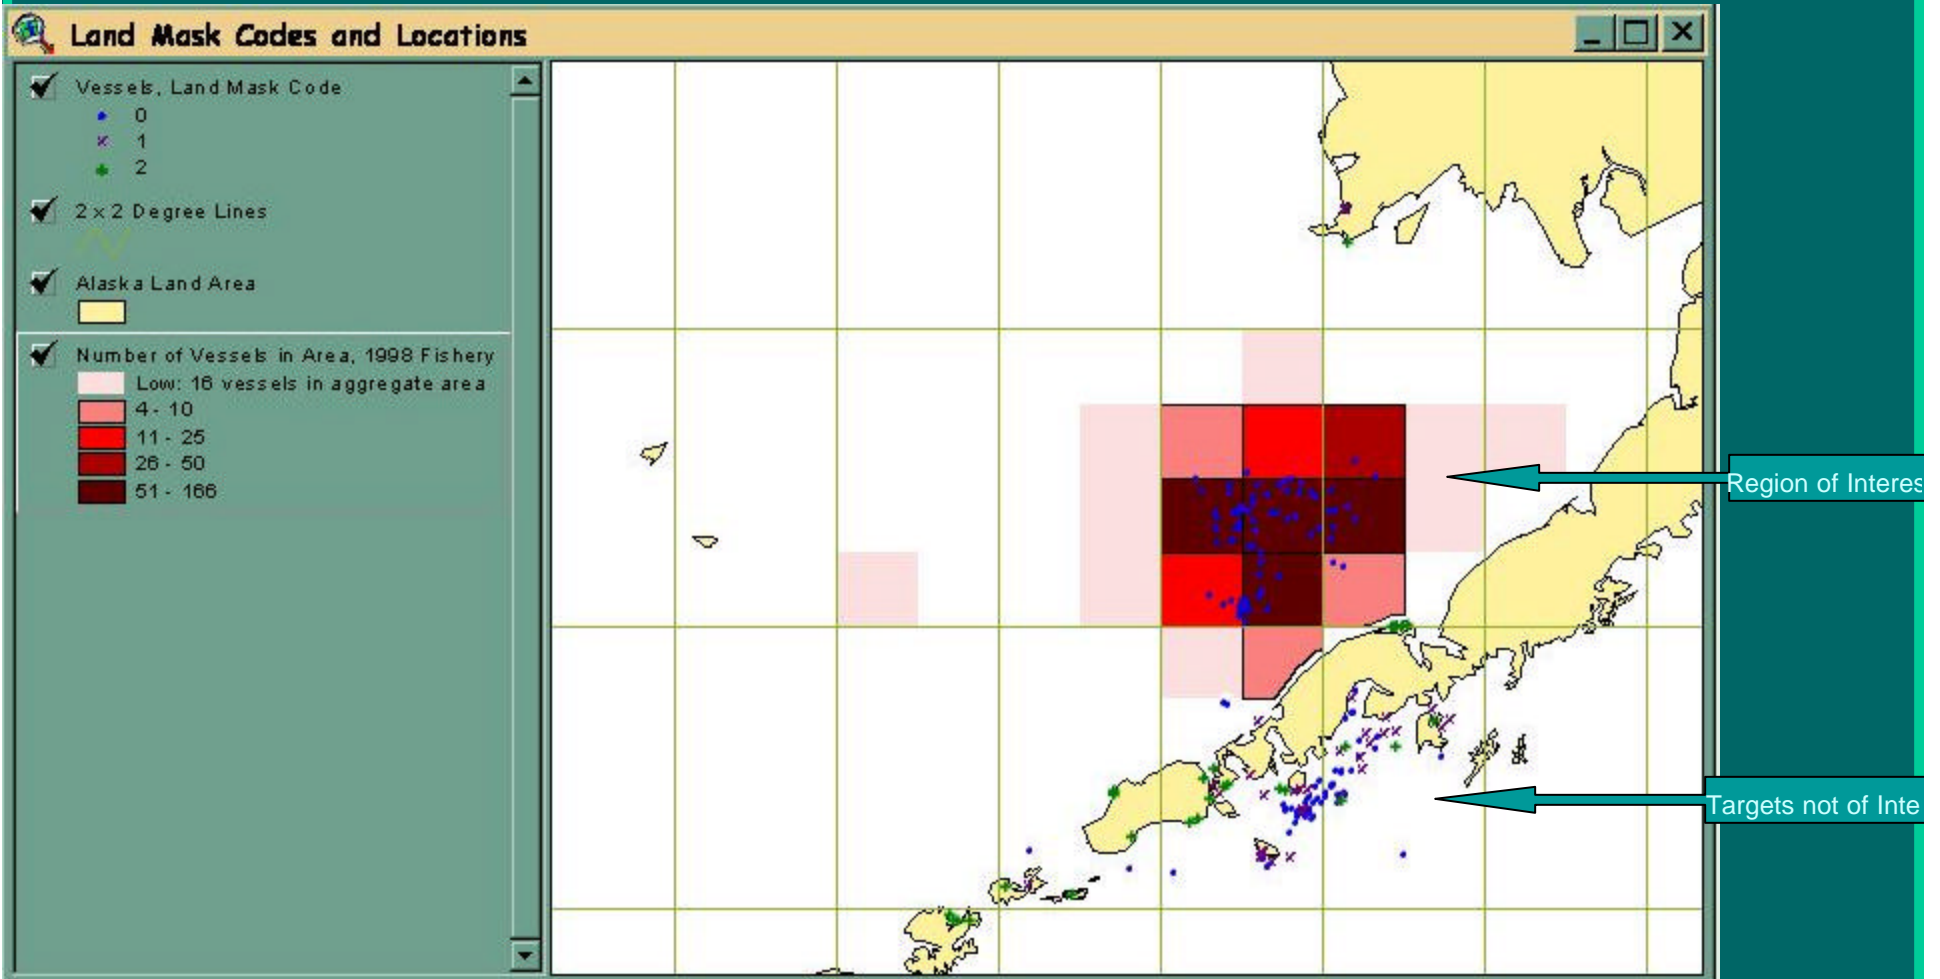 Land Mask Codes and Locations
Vessels, Land Mask Code
0
1
2
2 x 2 Degree Lines
Alaska Land Area
Number of Vessels in Area, 1998 Fishery
Low: 16 vessels in aggregate area
4 - 10
11 - 25
26 - 50
51 - 166
Region of Interes
Targets not of Inte